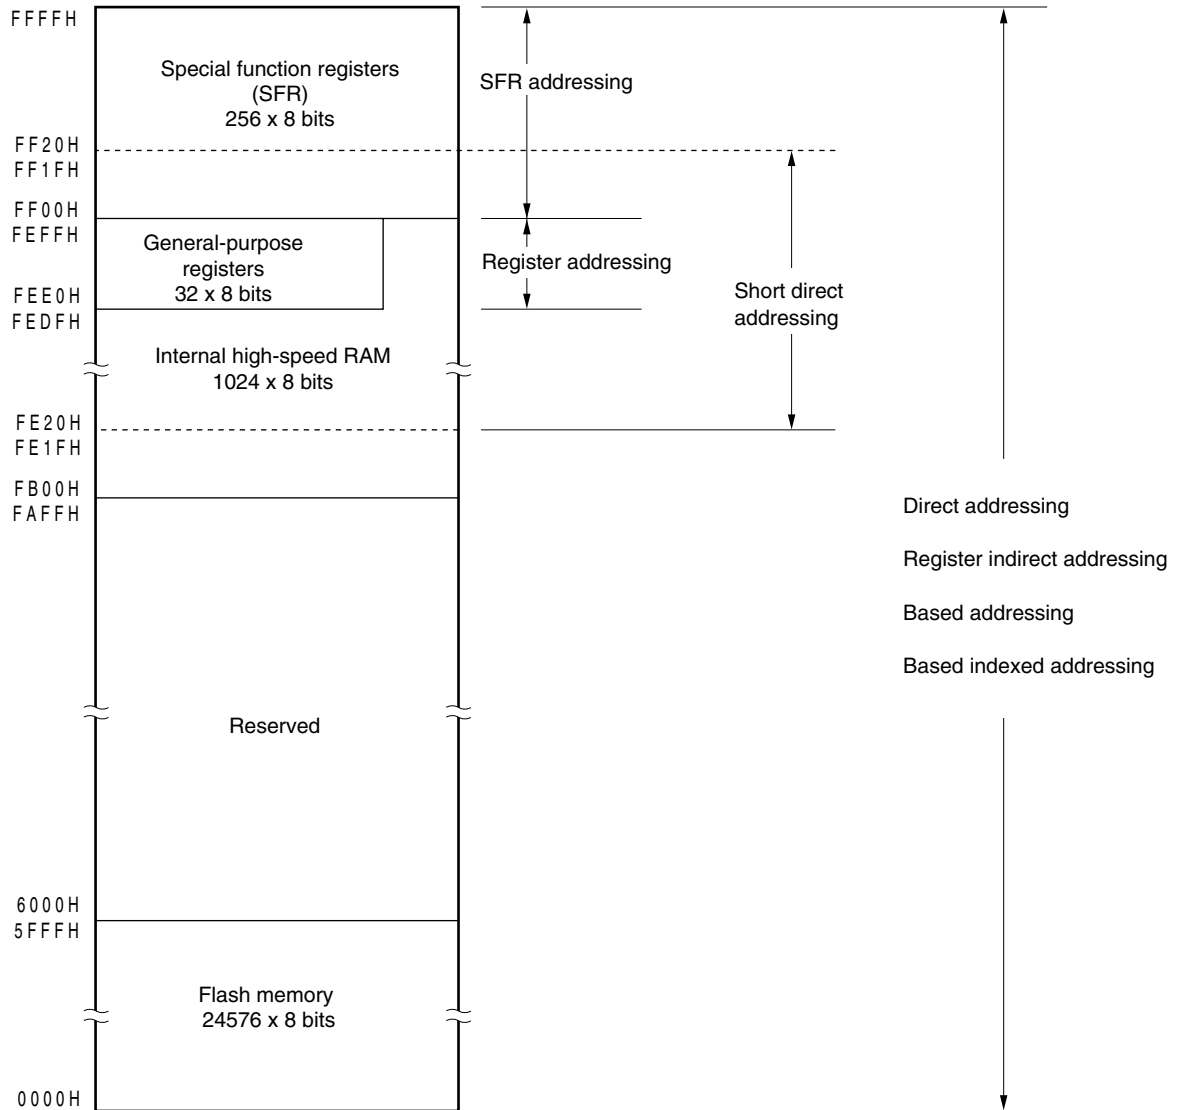 FFFFH
Special function registers
(SFR)
256 x 8 bits
SFR addressing
FF20H
FF1FH
FF00H
FEFFH
General-purpose
registers
32 x 8 bits
Register addressing
FEE0H
FEDFH
Short direct
addressing
Internal high-speed RAM
1024 x 8 bits
FE20H
FE1FH
FB00H
FAFFH
Direct addressing
Register indirect addressing
Based addressing
Based indexed addressing
Reserved
6000H
5FFFH
Flash memory
24576 x 8 bits
0000H